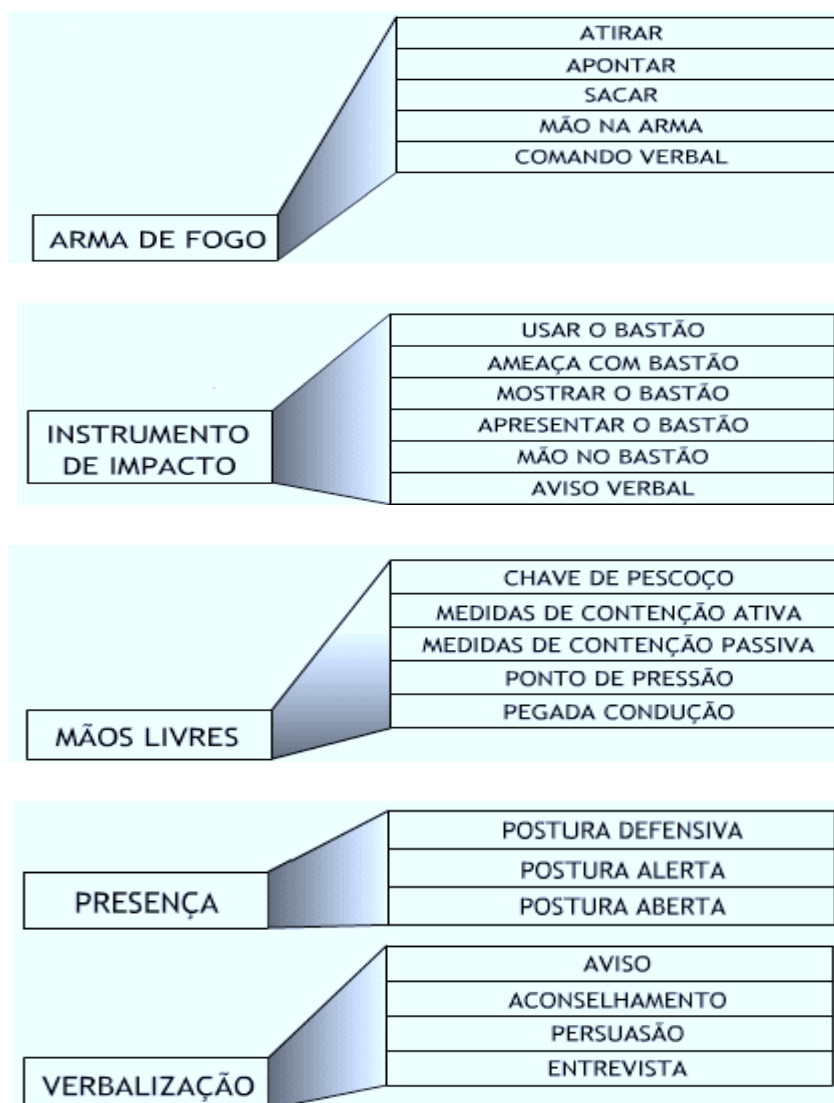 ATIRAR
APONTAR
SACAR
MÃO NA ARMA
COMANDO VERBAL
ARMA DE FOGO
USAR O BASTÃO
AMEAÇA COM BASTÃO
MOSTRAR O BASTÃO
APRESENTAR O BASTÃO
MÃO NO BASTÃO
AVISO VERBAL
INSTRUMENTO
DE IMPACTO
CHAVE DE PESCOÇO
MEDIDAS DE CONTENÇÃO ATIVA
MEDIDAS DE CONTENÇÃO PASSIVA
PONTO DE PRESSÃO
PEGADA CONDUÇÃO
MÃOS LIVRES
POSTURA DEFENSIVA
POSTURA ALERTA
POSTURA ABERTA
PRESENÇA
AVISO
ACONSELHAMENTO
PERSUASÃO
ENTREVISTA
VERBALIZAÇÃO